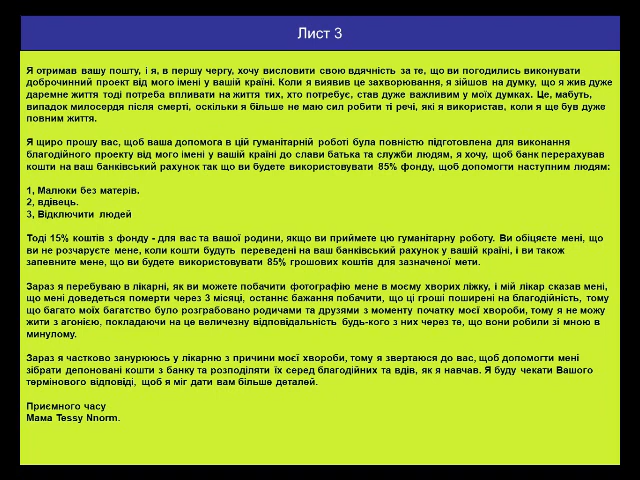 Лист 3
Я отримав вашу пошту, і я, в першу чергу, хочу висловити свою вдячність за те, що ви погодились виконувати
доброчинний проект від мого імені у вашій країні. Коли я виявив це захворювання, я зійшов на думку, що я жив дуже
даремне життя тоді потреба впливати на життя тих, хто потребує, став дуже важливим у моїх думках. Це, мабуть,
випадок милосердя після смерті, оскільки я більше не маю сил робити ті речі, які я використав, коли я ще був дуже
повним життя.
Я щиро прошу вас, щоб ваша допомога в цій гуманітарній роботі була повністю підготовлена для виконання
благодійного проекту від мого імені у вашій країні до слави батька та служби людям, я хочу, щоб банк перерахував
кошти на ваш банківський рахунок так що ви будете використовувати 85% фонду, щоб допомогти наступним людям:
1, Малюки без матерів.
2, вдівець.
3, Відключити людей
Тоді 15% коштів з фонду - для вас та вашої родини, якщо ви приймете цю гуманітарну роботу. Ви обіцяєте мені, що
ви не розчаруєте мене, коли кошти будуть переведені на ваш банківський рахунок у вашій країні, і ви також
запевните мене, що ви будете використовувати 85% грошових коштів для зазначеної мети.
Зараз я перебуваю в лікарні, як ви можете побачити фотографію мене в моєму хворих ліжку, і мій лікар сказав мені,
що мені доведеться померти через 3 місяці, останнє бажання побачити, що ці гроші поширені на благодійність, тому
що багато моїх багатство було розграбовано родичами та друзями з моменту початку моєї хвороби, тому я не можу
жити з агонією, покладаючи на це величезну відповідальність будь-кого з них через те, що вони робили зі мною в
минулому.
Зараз я частково занурююсь у лікарню з причини моєї хвороби, тому я звертаюся до вас, щоб допомогти мені
зібрати депоновані кошти з банку та розподіляти їх серед благодійних та вдів, як я навчав. Я буду чекати Вашого
термінового відповіді, щоб я міг дати вам більше деталей.
Приємного часу
Мама Tessy Nnorm.